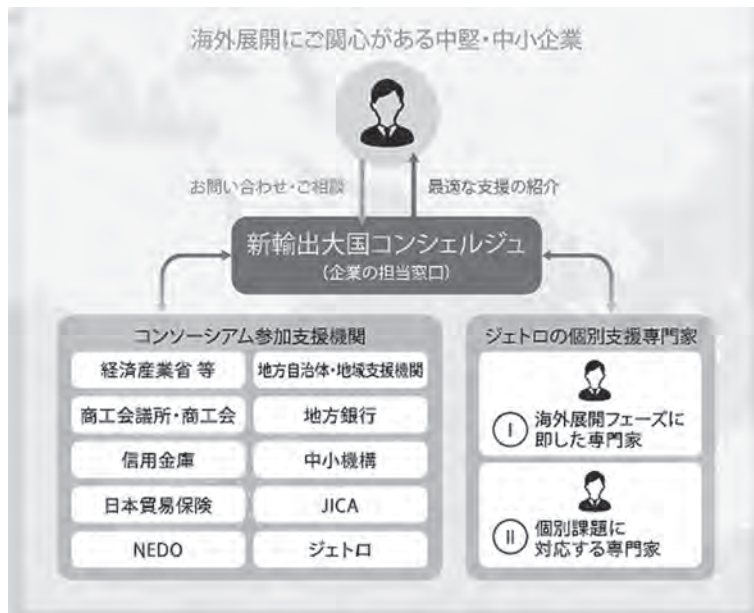 海外展開にご関心がある中堅・中小企業
お問い合わせ・ご相談
最適な支援の紹介
新輸出大国コンシェルジュ
(企業の担当窓口)
コンソーシアム参加支援機関
経済産業省 等
地方自治体・地域支援機関
商工会議所・商工会
地方銀行
信用金庫
中小機構
日本貿易保険
JICA
NEDO
ジェトロ
ジェトロの個別支援専門家
I 海外展開フェーズに
即した専門家
II 個別課題に
対応する専門家